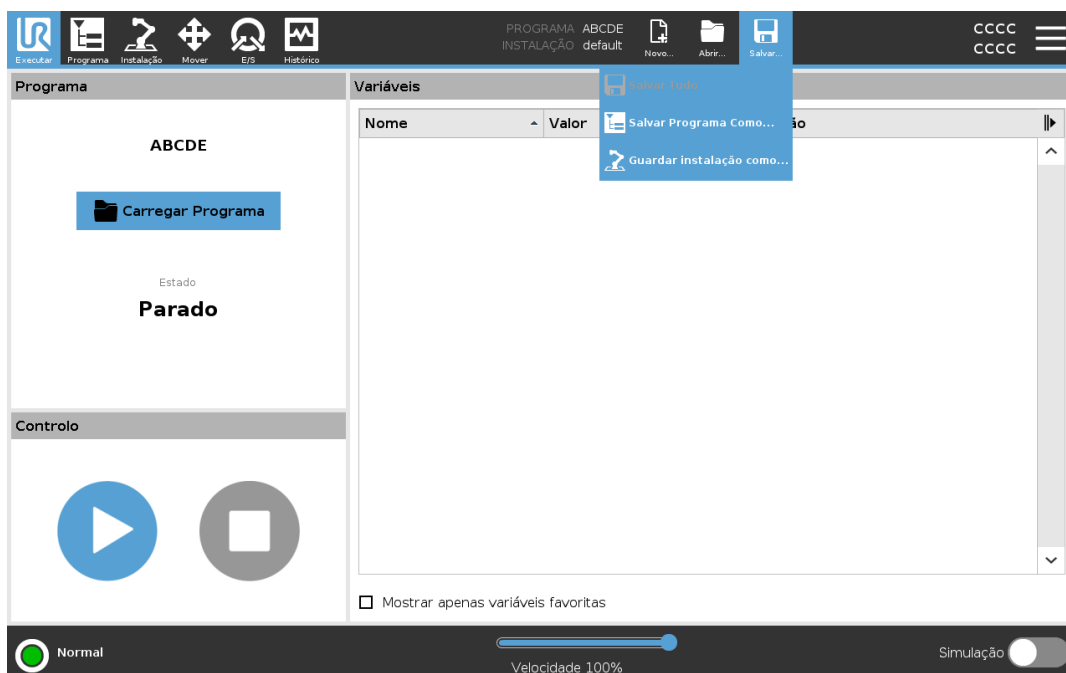 PROGRAMA ABCDE
INSTALAÇÃO default
CCCC
CCCC
Executar Programa Instalação Mover E/S Histórico
Novo... Abrir... Salvar...
Programa
Variáveis
Salvar Tudo
Salvar Programa Como...
Guardar instalação como...
Nome Valor
ABCDE
Carregar Programa
Estado
Parado
Controlo
Mostrar apenas variáveis favoritas
Normal
Velocidade 100%
Simulação